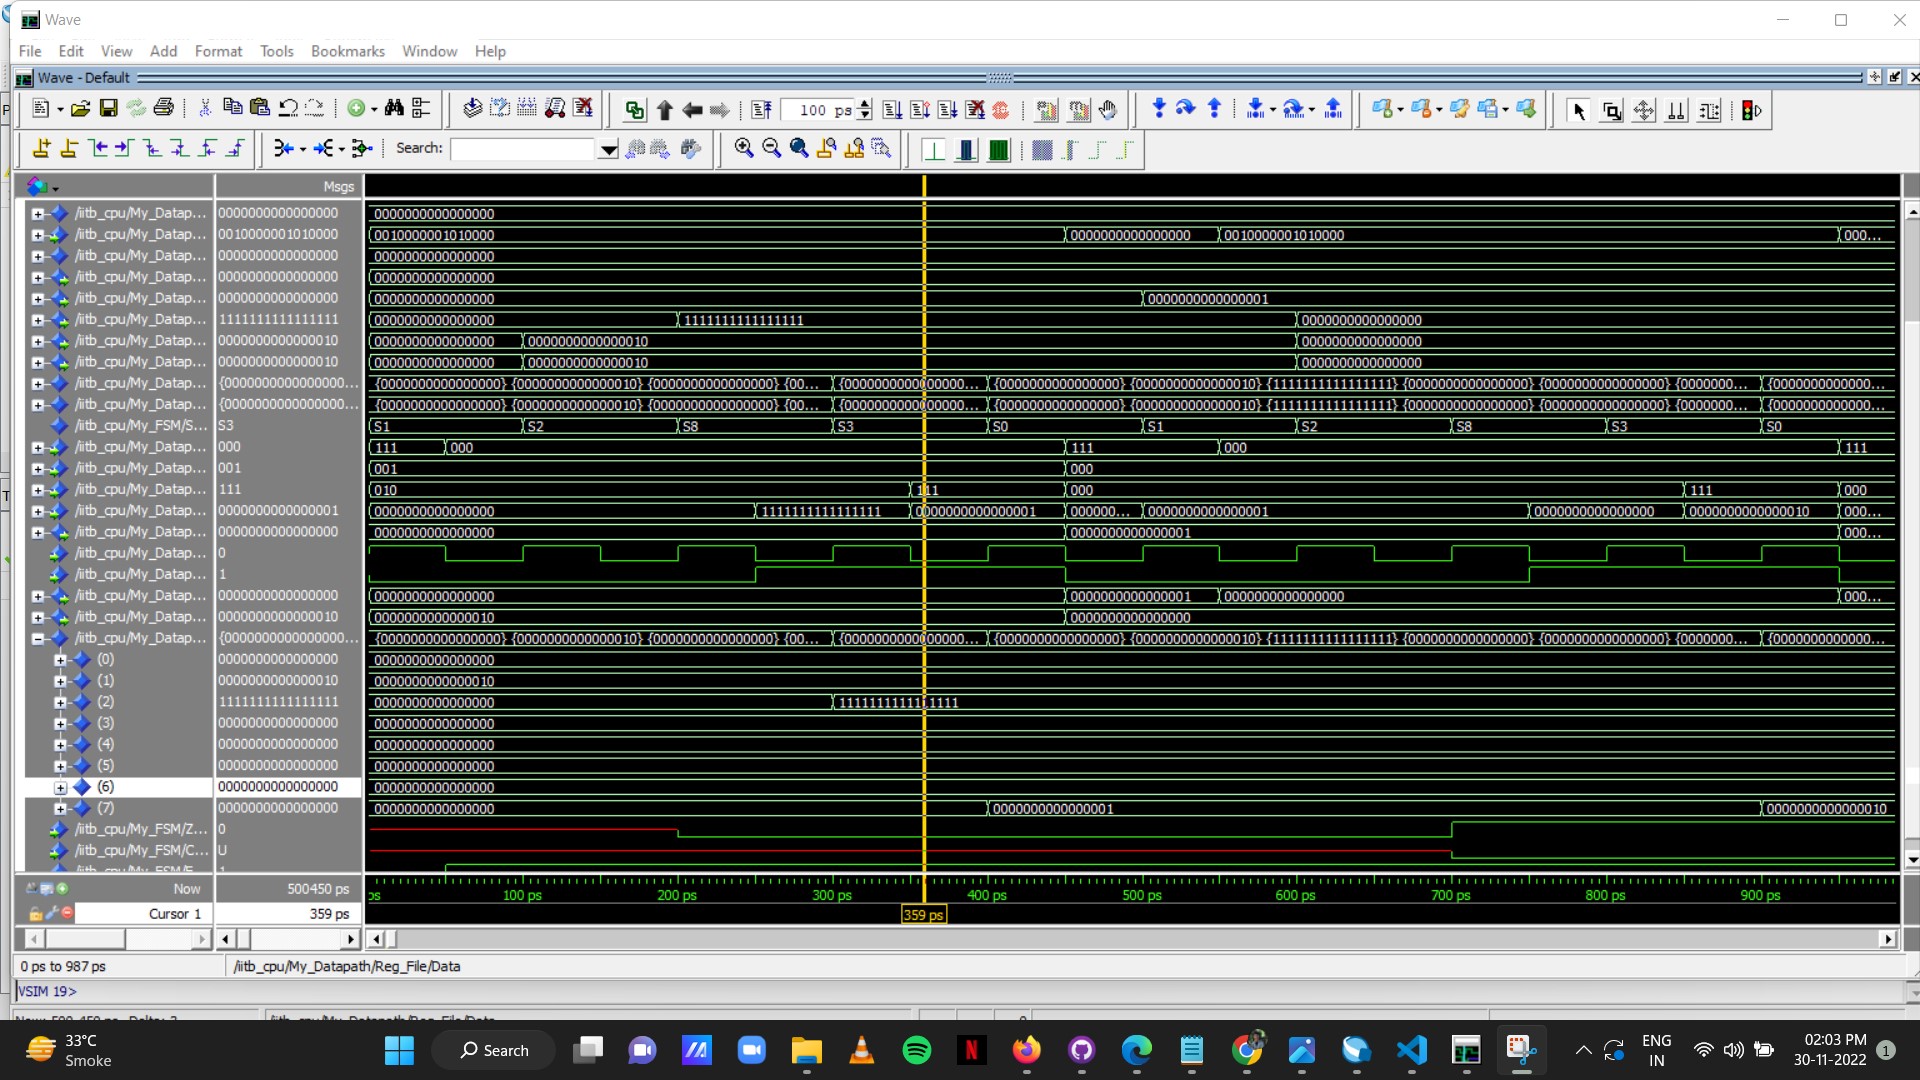 Wave
File Edit View Add Format Tools Bookmarks Window Help
Wave - Default
100 ps
Search:
Msgs
/iitb_cpu/My_Datap... 0000000000000000 0000000000000000
/iitb_cpu/My_Datap... 0010000001010000 0010000001010000 0000000000000000 0010000001010000 000...
/iitb_cpu/My_Datap... 0000000000000000 0000000000000000
/iitb_cpu/My_Datap... 0000000000000000 0000000000000000
/iitb_cpu/My_Datap... 0000000000000000 0000000000000000 0000000000000001
/iitb_cpu/My_Datap... 1111111111111111 0000000000000000 1111111111111111 0000000000000000
/iitb_cpu/My_Datap... 0000000000000010 0000000000000000 0000000000000010 0000000000000000
/iitb_cpu/My_Datap... 0000000000000010 0000000000000000 0000000000000010 0000000000000000
/iitb_cpu/My_Datap... {000000000000000... {0000000000000000} {0000000000000010} {0000000000000000} {00... {000000000000000... {0000000000000000} {0000000000000010} {1111111111111111} {0000000000000000} {0000000000000000} {0000000... {000000000000000...
/iitb_cpu/My_Datap... {000000000000000... {0000000000000000} {0000000000000010} {0000000000000000} {00... {000000000000000... {0000000000000000} {0000000000000010} {1111111111111111} {0000000000000000} {0000000000000000} {0000000... {000000000000000...
/iitb_cpu/My_FSM/S... S3 S1 S2 S8 S3 S0 S1 S2 S8 S3 S0
/iitb_cpu/My_Datap... 000 111 000 111 000 111
/iitb_cpu/My_Datap... 001 001 000
/iitb_cpu/My_Datap... 111 010 111 000 111 000
/iitb_cpu/My_Datap... 0000000000000001 0000000000000000 1111111111111111 0000000000000001 000000... 0000000000000001 0000000000000000 0000000000000010 000...
/iitb_cpu/My_Datap... 0000000000000000 0000000000000000 0000000000000001 000...
/iitb_cpu/My_Datap... 0
/iitb_cpu/My_Datap... 1
/iitb_cpu/My_Datap... 0000000000000000 0000000000000000 0000000000000001 0000000000000000 000...
/iitb_cpu/My_Datap... 0000000000000010 0000000000000010 0000000000000000
/iitb_cpu/My_Datap... {000000000000000... {0000000000000000} {0000000000000010} {0000000000000000} {00... {000000000000000... {0000000000000000} {0000000000000010} {1111111111111111} {0000000000000000} {0000000000000000} {0000000... {000000000000000...
(0) 0000000000000000 0000000000000000
(1) 0000000000000010 0000000000000010
(2) 1111111111111111 0000000000000000 1111111111111111
(3) 0000000000000000 0000000000000000
(4) 0000000000000000 0000000000000000
(5) 0000000000000000 0000000000000000
(6) 0000000000000000 0000000000000000
(7) 0000000000000000 0000000000000000 0000000000000001 0000000000000010
/iitb_cpu/My_FSM/Z... 0
/iitb_cpu/My_FSM/C... U
Now 500450 ps ps 100 ps 200 ps 300 ps 400 ps 500 ps 600 ps 700 ps 800 ps 900 ps
Cursor 1 359 ps 359 ps
0 ps to 987 ps /iitb_cpu/My_Datapath/Reg_File/Data
VSIM 19>
33°C
Smoke
Search
ENG
IN
02:03 PM
30-11-2022
1